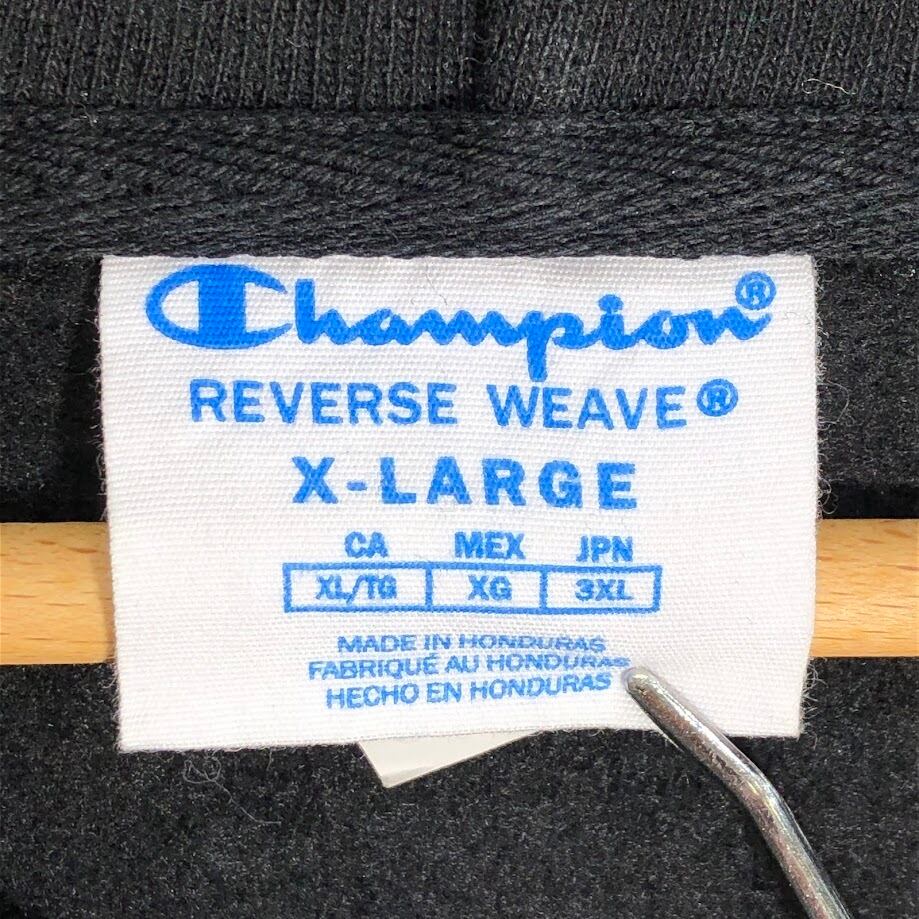 Champion®
REVERSE WEAVE®
X-LARGE
CA MEX JPN
XL/TG XG 3XL
MADE IN HONDURAS
FABRIQUÉ AU HONDURAS
HECHO EN HONDURAS